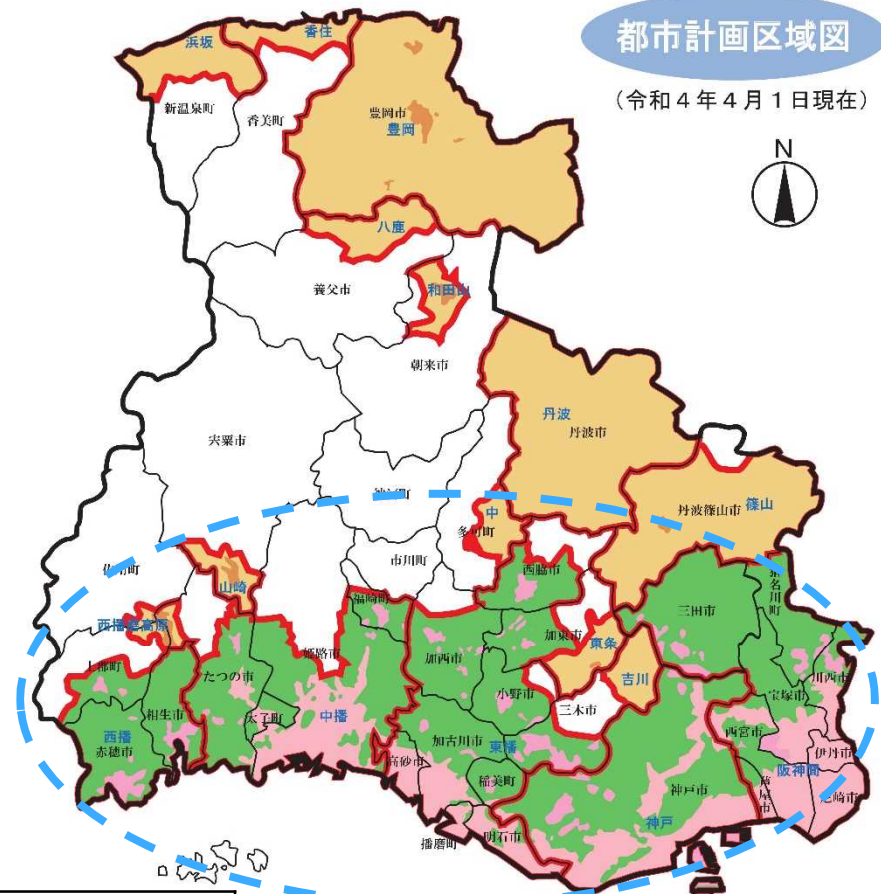 都市計画区域図
(令和4年4月1日現在)
N
浜坂
香住
新温泉町
香美町
豊岡市
豊岡
八鹿
養父市
和田山
朝来市
宍粟市
丹波
丹波市
丹波篠山市
篠山
中
多可町
市川町
山崎
西脇市
福崎町
猪名川町
三田市
西播磨高原
上郡町
たつの市
姫路市
加西市
加東市
東条
吉川
小野市
三木市
川西市
宝塚市
相生市
太子町
中播
西播
赤穂市
加古川市
東播
西宮市
伊丹市
阪神間
高砂市
稲美町
神戸市
芦屋市
尼崎市
神戸
播磨町
明石市